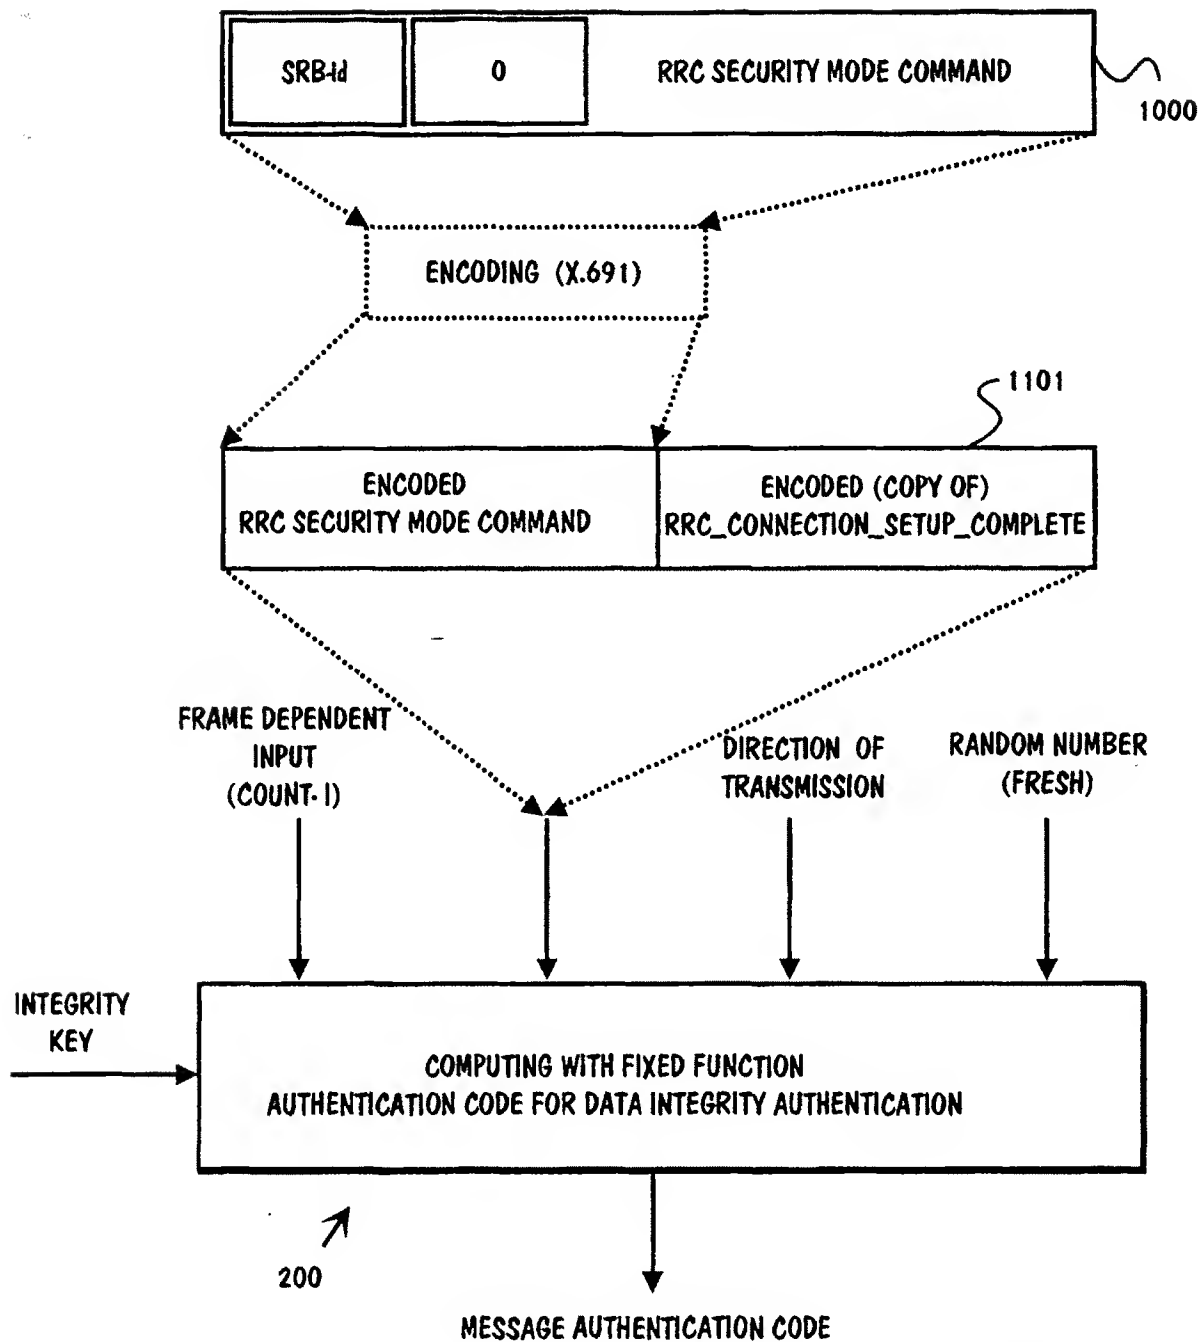 SRB-id
0
RRC SECURITY MODE COMMAND
1000
ENCODING (X.691)
1101
ENCODED
RRC SECURITY MODE COMMAND
ENCODED (COPY OF)
RRC_CONNECTION_SETUP_COMPLETE
FRAME DEPENDENT
INPUT
(COUNT-I)
DIRECTION OF
TRANSMISSION
RANDOM NUMBER
(FRESH)
INTEGRITY
KEY
COMPUTING WITH FIXED FUNCTION
AUTHENTICATION CODE FOR DATA INTEGRITY AUTHENTICATION
200
MESSAGE AUTHENTICATION CODE